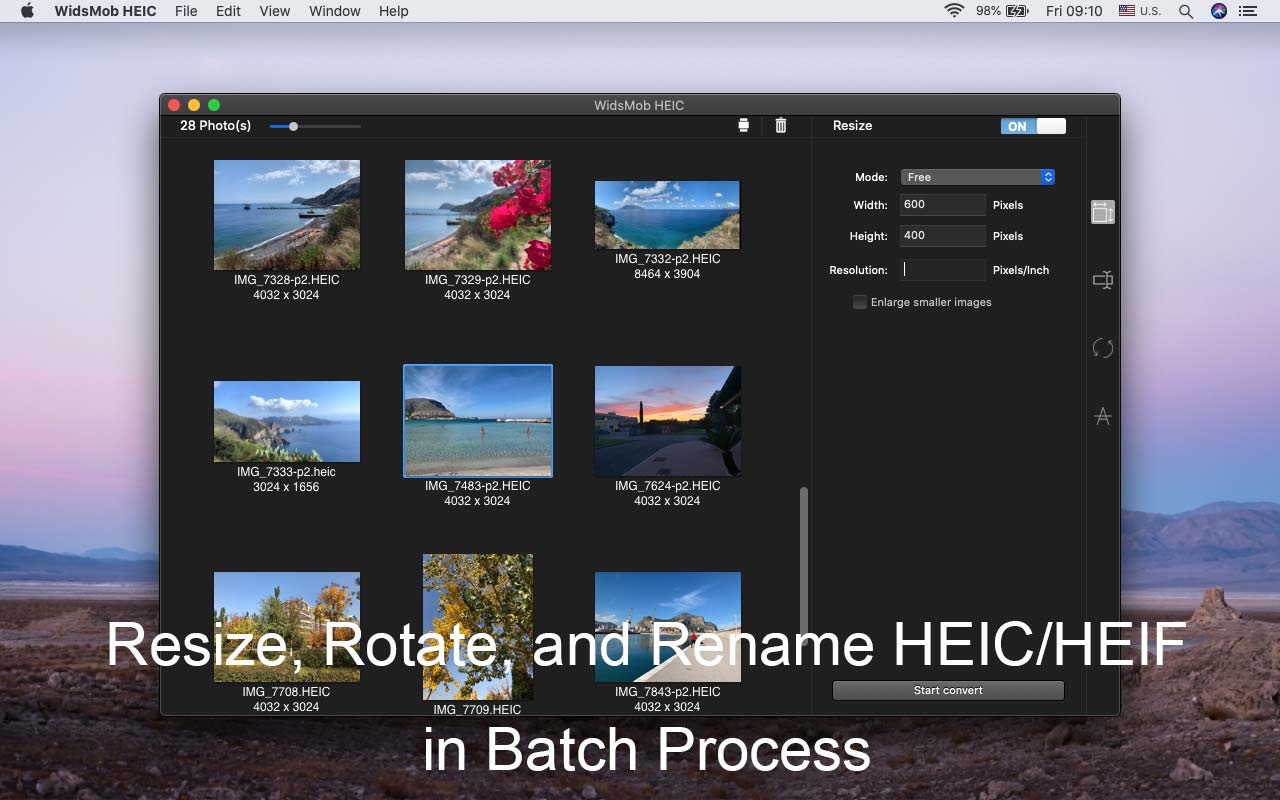 WidsMob HEIC File Edit View Window Help 98% Fri 09:10 U.S.
WidsMob HEIC
28 Photo(s)
Resize ON
IMG_7328-p2.HEIC
4032 x 3024
IMG_7329-p2.HEIC
4032 x 3024
IMG_7332-p2.HEIC
8464 x 3904
IMG_7333-p2.heic
3024 x 1656
IMG_7483-p2.HEIC
4032 x 3024
IMG_7624-p2.HEIC
4032 x 3024
IMG_7708.HEIC
4032 x 3024
IMG_7709.HEIC
IMG_7843-p2.HEIC
4032 x 3024
Mode: Free
Width: 600 Pixels
Height: 400 Pixels
Resolution: Pixels/Inch
Enlarge smaller images
Start convert
Resize, Rotate, and Rename HEIC/HEIF
in Batch Process